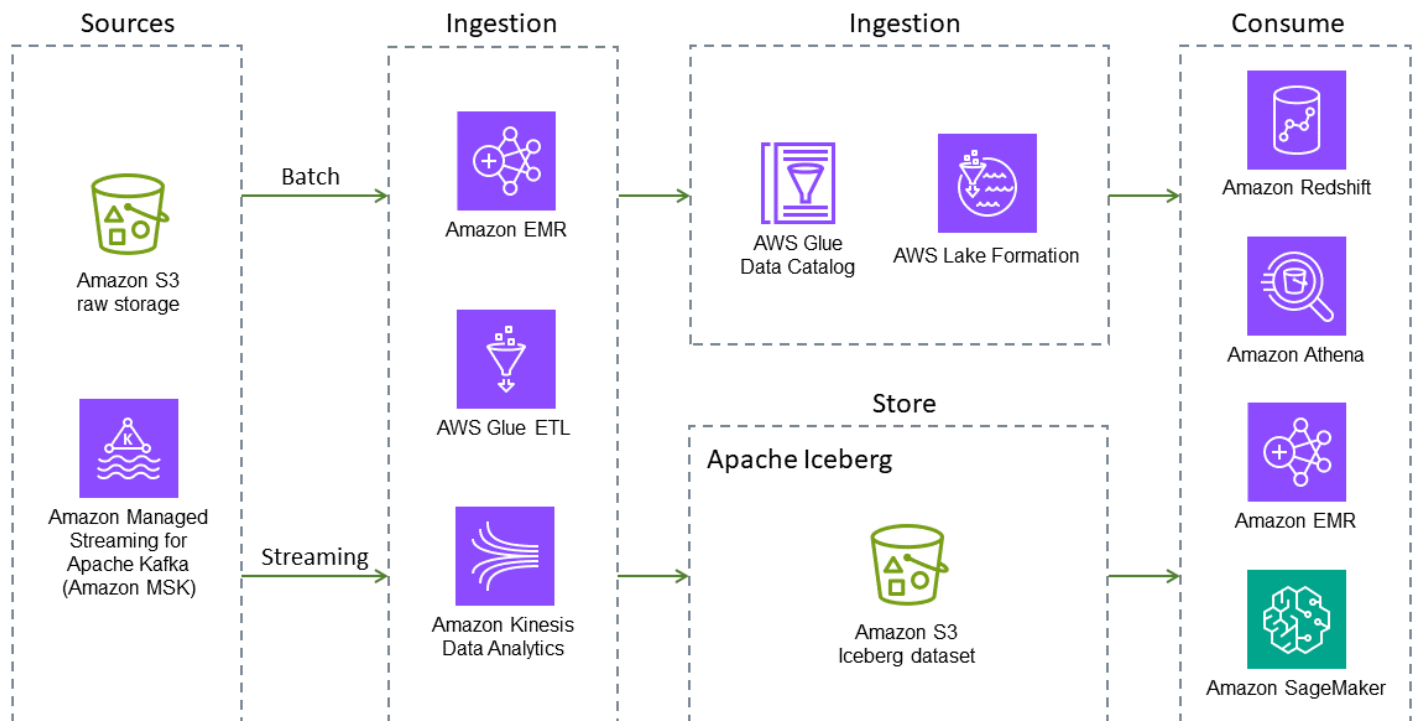 Sources
Amazon S3
raw storage
K
Amazon Managed
Streaming for
Apache Kafka
(Amazon MSK)
Batch
Streaming
Ingestion
Amazon EMR
AWS Glue ETL
Amazon Kinesis
Data Analytics
Ingestion
AWS Glue
Data Catalog
AWS Lake Formation
Store
Apache Iceberg
Amazon S3
Iceberg dataset
Consume
Amazon Redshift
Amazon Athena
Amazon EMR
Amazon SageMaker